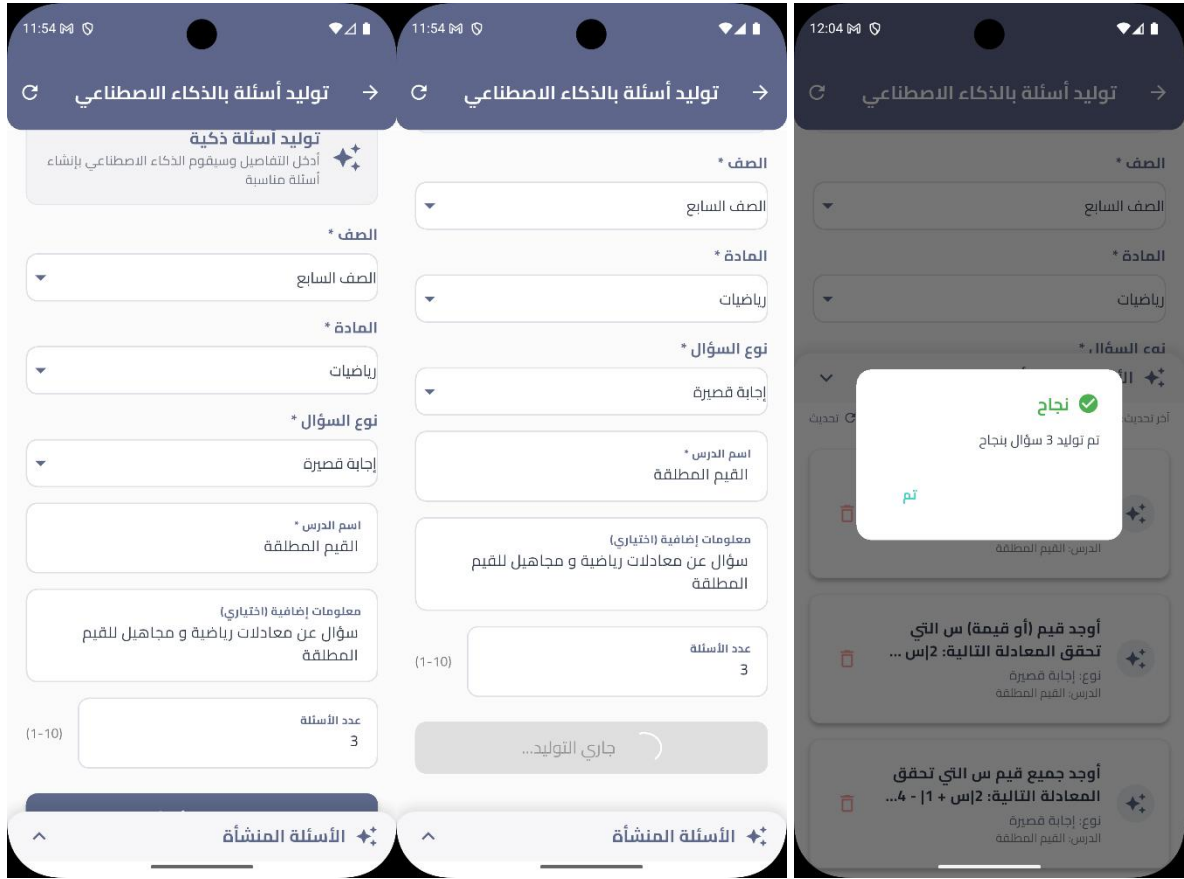 11:54
توليد أسئلة بالذكاء الاصطناعي
توليد أسئلة ذكية
أدخل التفاصيل وسيقوم الذكاء الاصطناعي بإنشاء
أسئلة مناسبة
الصف *
الصف السابع
المادة *
رياضيات
نوع السؤال *
إجابة قصيرة
اسم الدرس *
القيم المطلقة
معلومات إضافية (اختياري)
سؤال عن معادلات رياضية و مجاهيل للقيم
المطلقة
عدد الأسئلة
3
(1-10)
الأسئلة المنشأة
11:54
توليد أسئلة بالذكاء الاصطناعي
الصف *
الصف السابع
المادة *
رياضيات
نوع السؤال *
إجابة قصيرة
اسم الدرس *
القيم المطلقة
معلومات إضافية (اختياري)
سؤال عن معادلات رياضية و مجاهيل للقيم
المطلقة
عدد الأسئلة
3
(1-10)
جاري التوليد...
الأسئلة المنشأة
12:04
توليد أسئلة بالذكاء الاصطناعي
الصف *
الصف السابع
المادة *
رياضيات
نوع السؤال *
آخر تحديث:
تحديث
نجاح
تم توليد 3 سؤال بنجاح
تم
الدرس: القيم المطلقة
أوجد قيم (أو قيمة) س التي
تحقق المعادلة التالية: 2|س ...
نوع: إجابة قصيرة
الدرس: القيم المطلقة
أوجد جميع قيم س التي تحقق
المعادلة التالية: 2|س + 1| - 4...
نوع: إجابة قصيرة
الدرس: القيم المطلقة